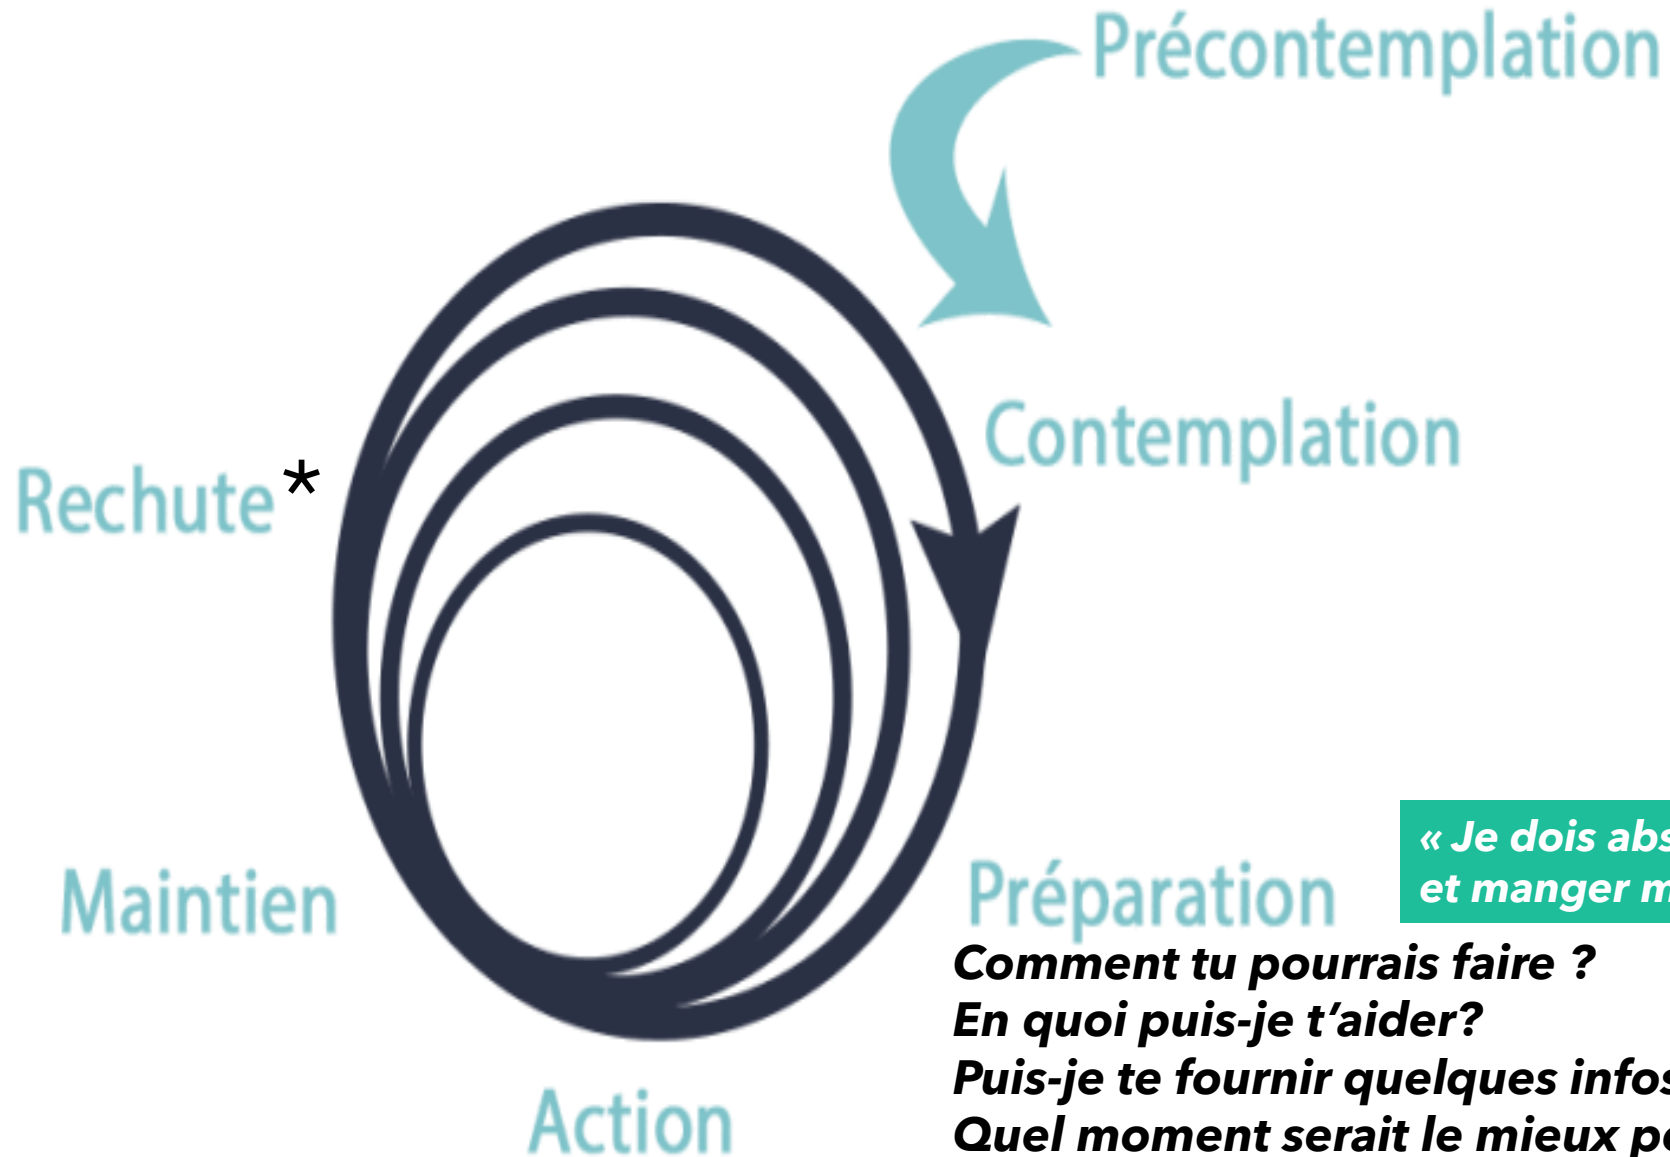 Précontemplation
Contemplation
Rechute*
« Je dois
et manger
Maintien
Préparation
Comment tu pourrais faire ?
En quoi puis-je t’aider?
Puis-je te fournir quelques infos
Quel moment serait le mieux
Action